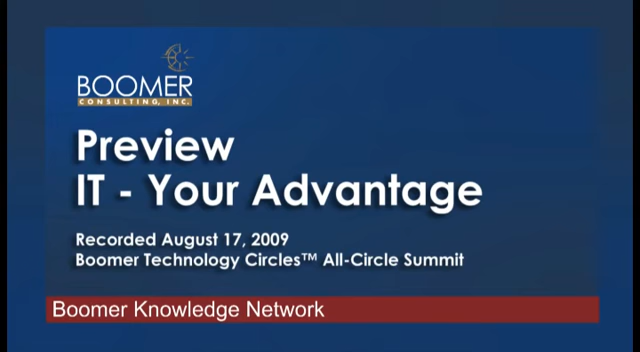 BOOMER
CONSULTING, INC.
Preview
IT - Your Advantage
Recorded August 17, 2009
Boomer Technology Circles™ All-Circle Summit
Boomer Knowledge Network